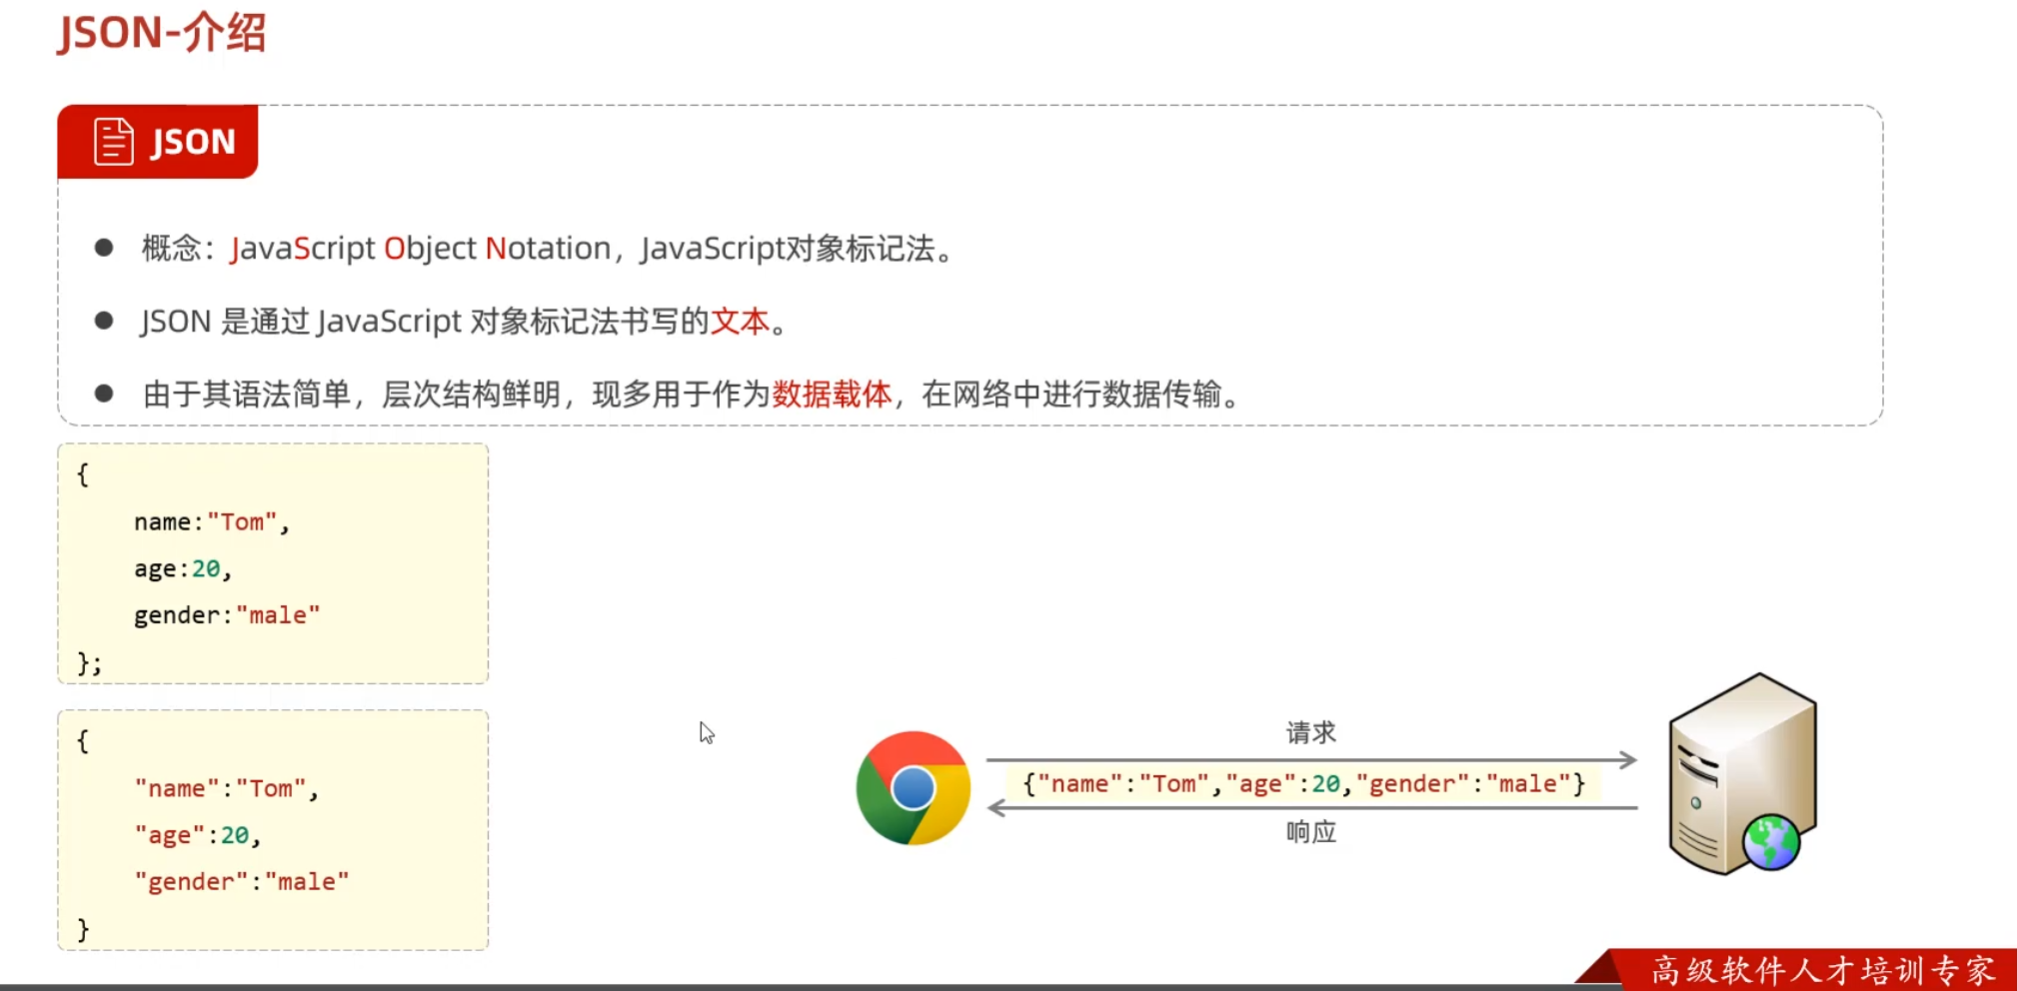 JSON-介绍
JSON
概念：JavaScript Object Notation，JavaScript对象标记法。
JSON 是通过 JavaScript 对象标记法书写的文本。
由于其语法简单，层次结构鲜明，现多用于作为数据载体，在网络中进行数据传输。
{
name:"Tom",
age:20,
gender:"male"
};
{
"name":"Tom",
"age":20,
"gender":"male"
}
请求
{"name":"Tom","age":20,"gender":"male"}
响应
高级软件人才培训专家